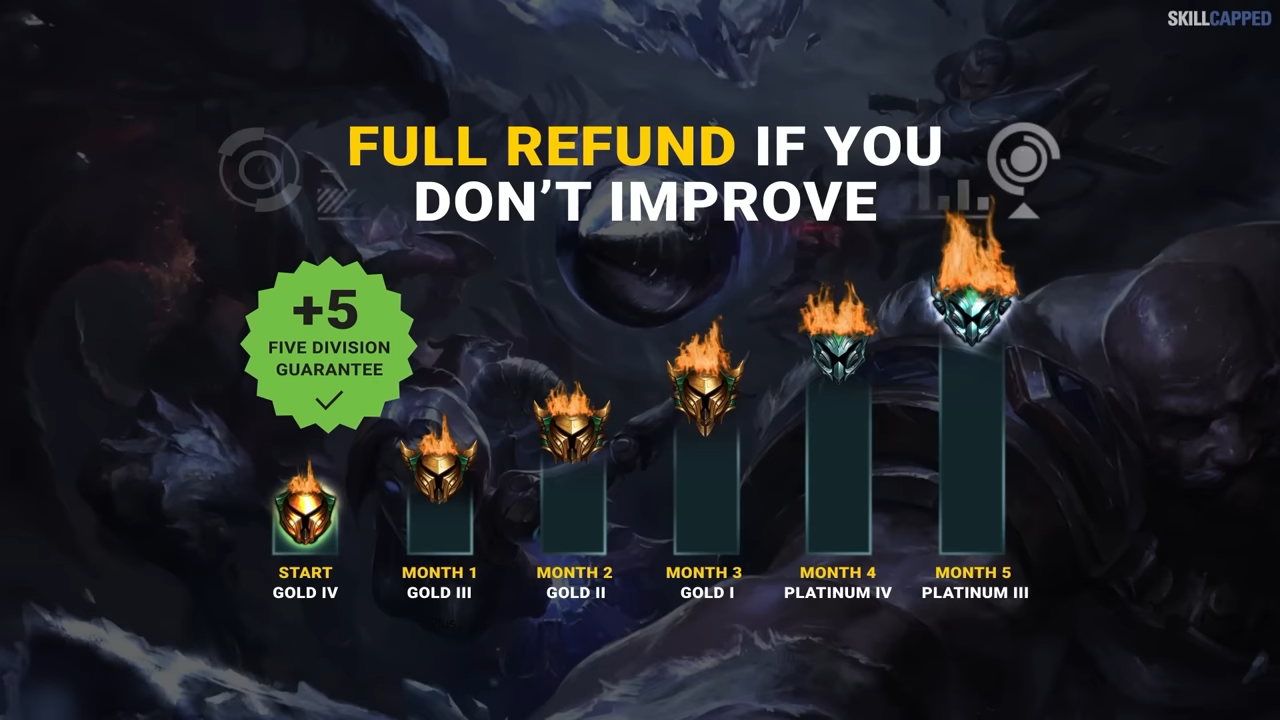 SKILLCAPPED
FULL REFUND IF YOU
DON'T IMPROVE
+5
FIVE DIVISION
GUARANTEE
START
GOLD IV
MONTH 1
GOLD III
MONTH 2
GOLD II
MONTH 3
GOLD I
MONTH 4
PLATINUM IV
MONTH 5
PLATINUM III